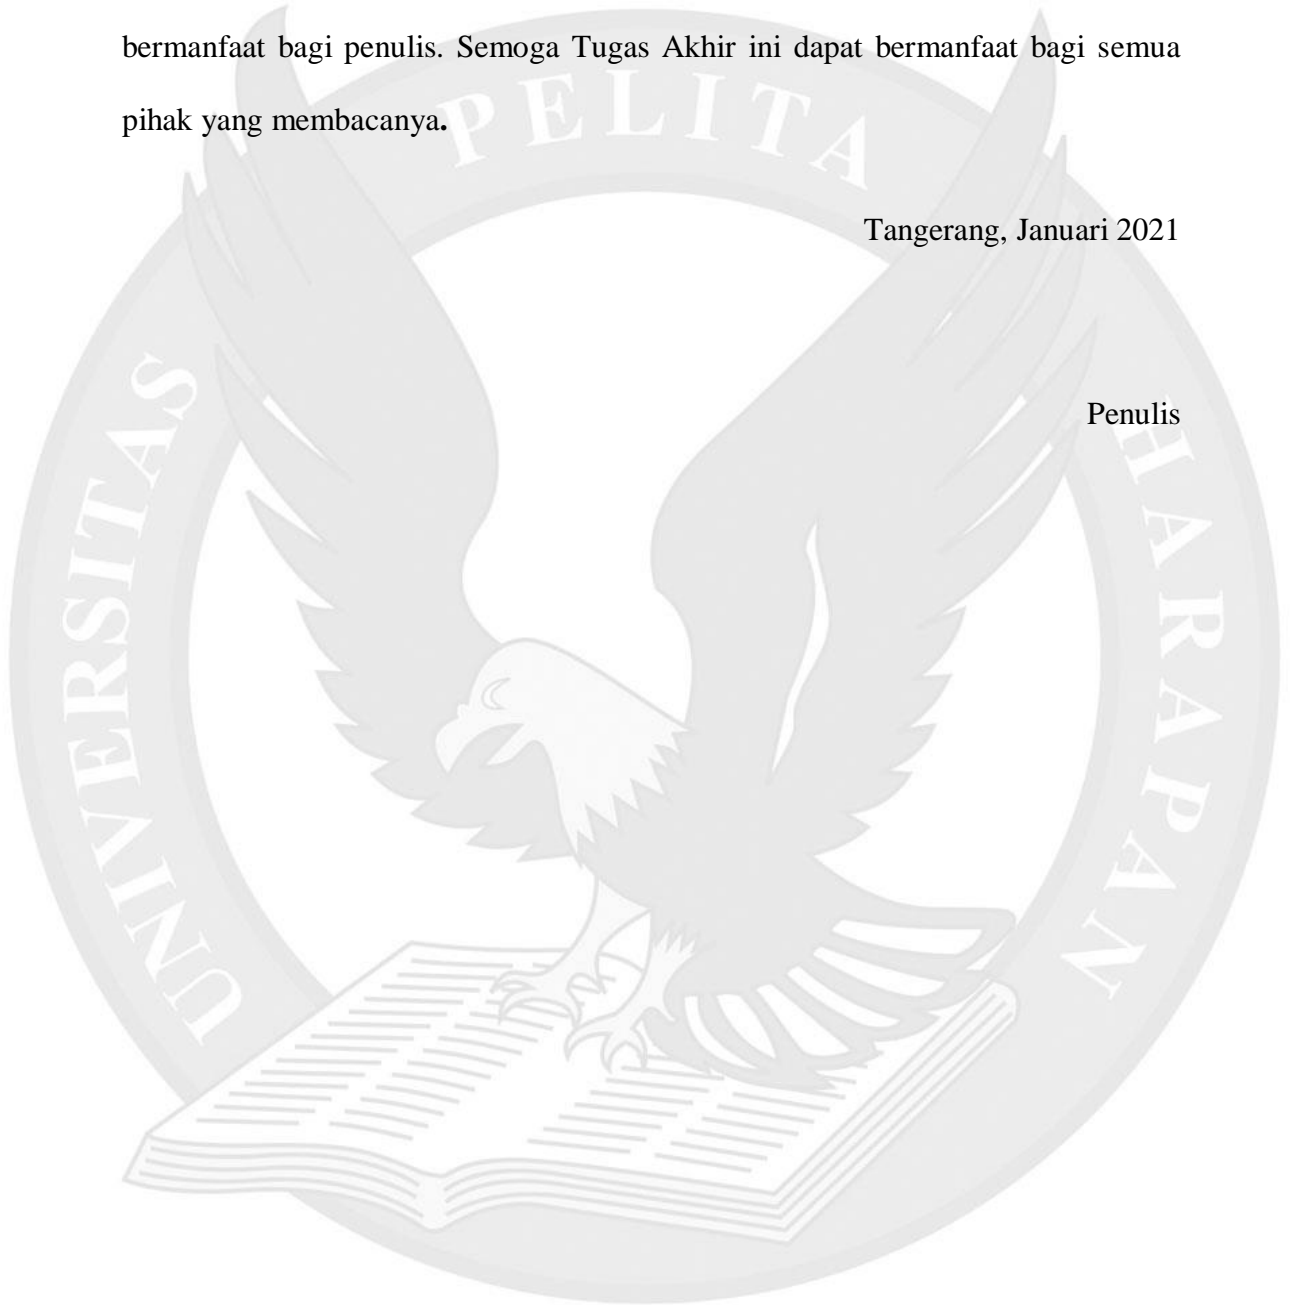 bermanfaat bagi penulis. Semoga Tugas Akhir ini dapat bermanfaat bagi semua
pihak yang membacanya.
Tangerang, Januari 2021
Penulis
UNIVERSITAS PELITA HARAPAN